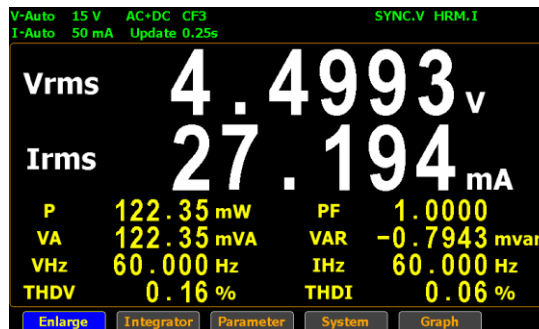 V-Auto 15 V AC+DC CF3 SYNC.V HRM.I
I-Auto 50 mA Update 0.25s
Vrms 4.4993 V
Irms 27.194 mA
P 122.35 mW PF 1.0000
VA 122.35 mVA VAR -0.7943 mvar
VHz 60.000 Hz IHz 60.000 Hz
THDV 0.16 % THDI 0.06 %
Enlarge Integrator Parameter System Graph